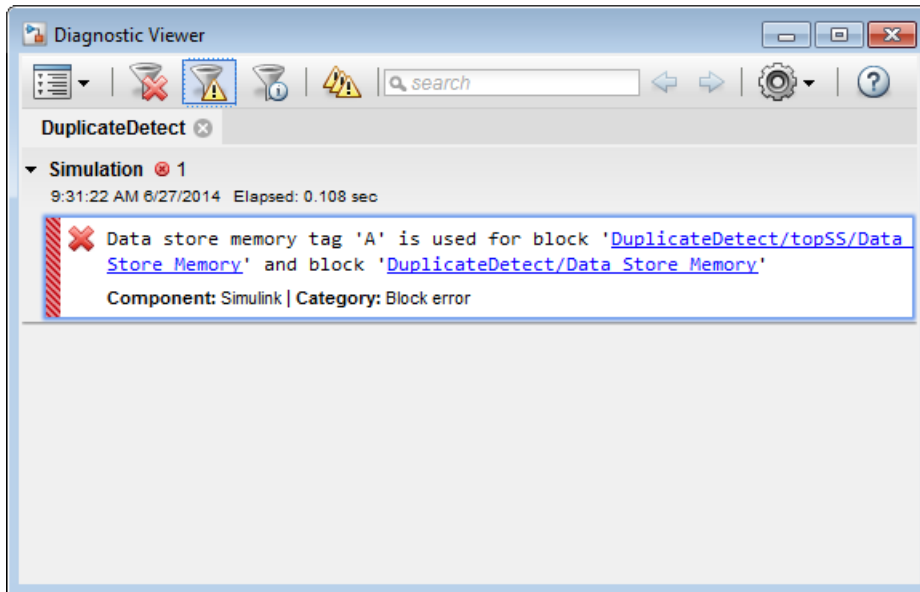 Diagnostic Viewer
search
DuplicateDetect
Simulation 1
9:31:22 AM 6/27/2014 Elapsed: 0.108 sec
Data store memory tag 'A' is used for block 'DuplicateDetect/topSS/Data
Store Memory' and block 'DuplicateDetect/Data Store Memory'
Component: Simulink | Category: Block error